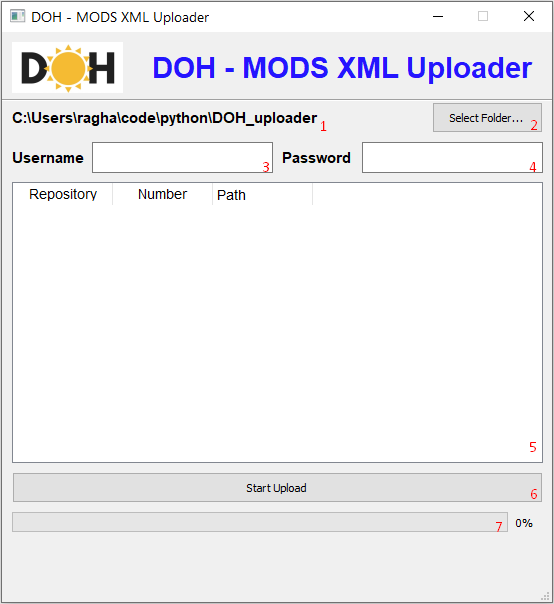 DOH - MODS XML Uploader
DOH DOH - MODS XML Uploader
C:\Users\ragha\code\python\DOH_uploader 1 Select Folder... 2
Username 3 Password 4
Repository Number Path
5
Start Upload 6
7 0%